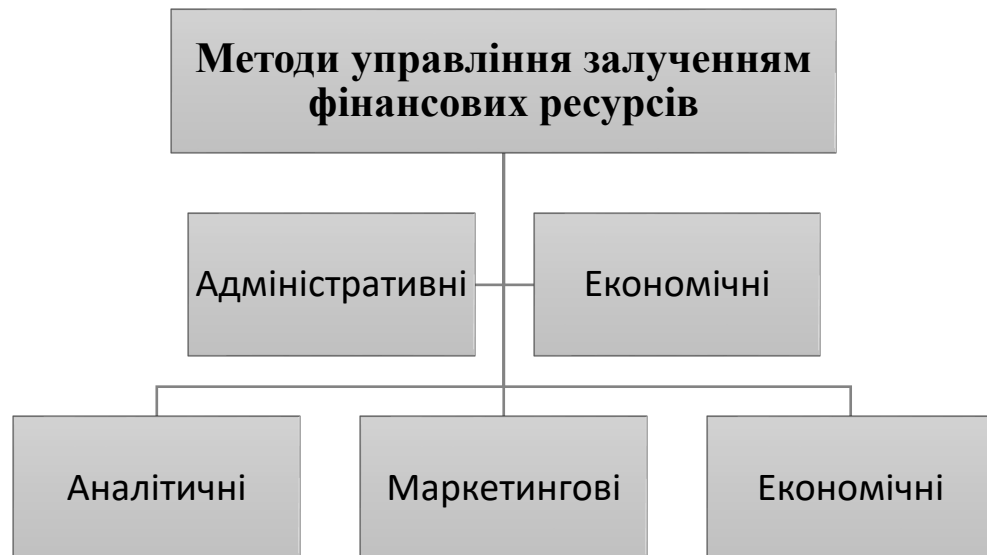 Методи управління залученням
фінансових ресурсів
Адміністративні
Економічні
Аналітичні
Маркетингові
Економічні